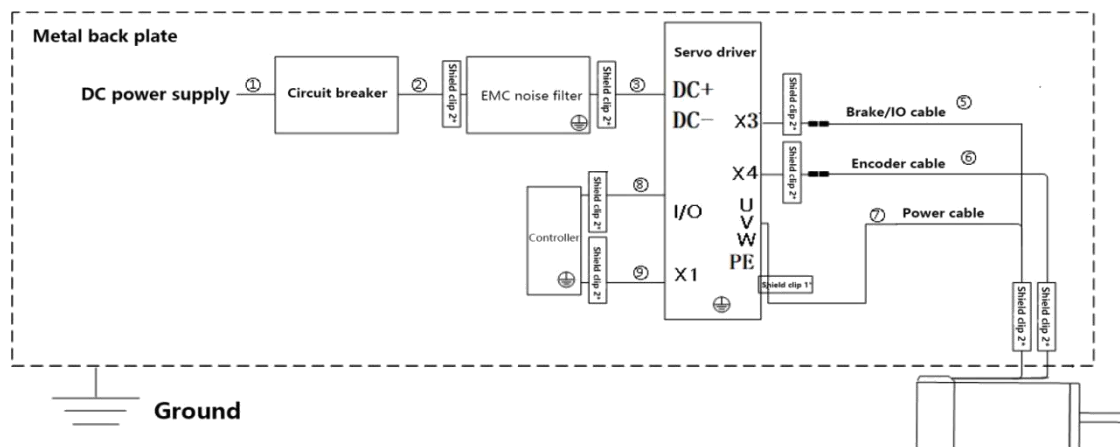 Metal back plate
DC power supply
①
Circuit breaker
②
Shield clip 2*
EMC noise filter
Shield clip 2*
③
Servo driver
DC+
DC−
X3
Shield clip 2*
Brake/IO cable
⑤
X4
Shield clip 2*
Encoder cable
⑥
Controller
Shield clip 2*
⑧
I/O
U
V
W
PE
⑦
Power cable
Shield clip 2*
⑨
X1
Shield clip 1*
Shield clip 2*
Shield clip 2*
Ground